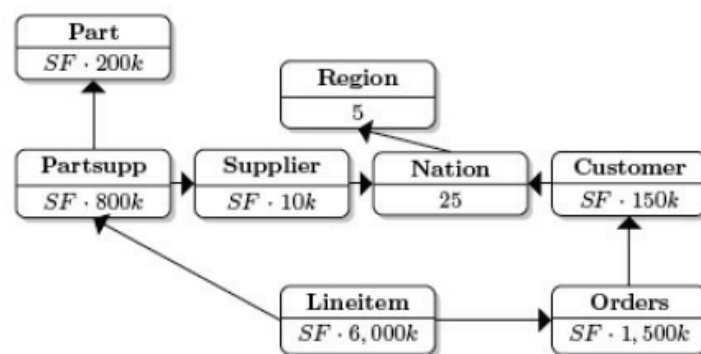 Part
SF · 200k
Region
5
Partsupp
SF · 800k
Supplier
SF · 10k
Nation
25
Customer
SF · 150k
Lineitem
SF · 6,000k
Orders
SF · 1,500k